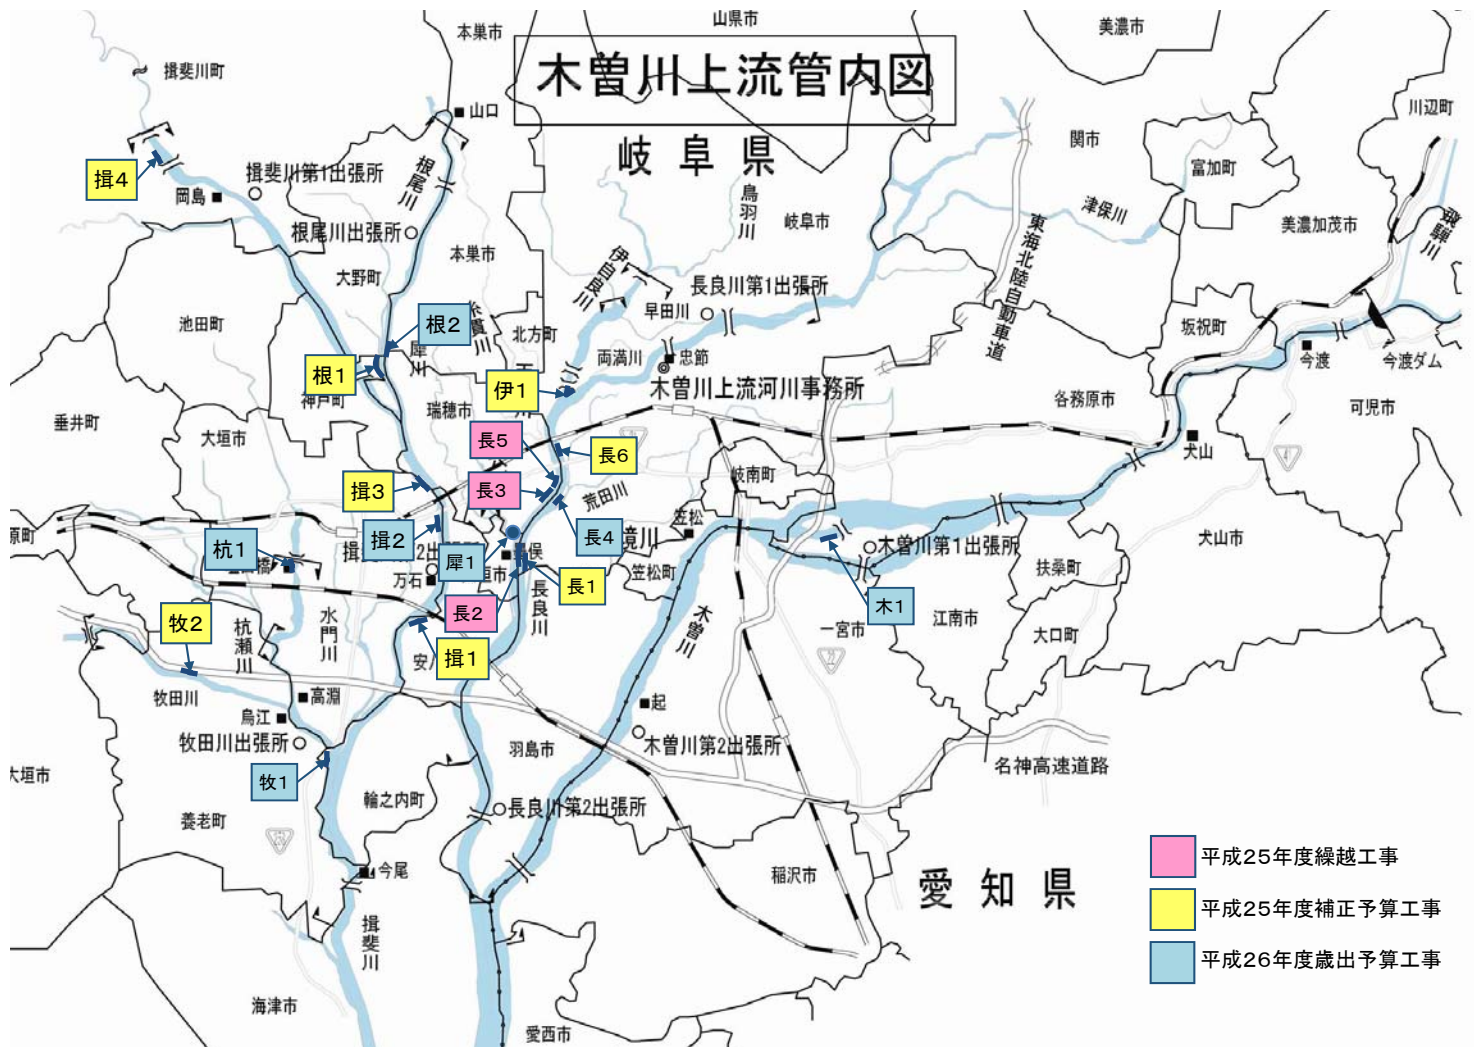 木曽川上流管内図
本巣市
山県市
美濃市
揖斐川町
山口
岐阜県
関市
川辺町
富加町
揖4
揖斐川第1出張所
岡島
根尾川
鳥羽川
岐阜市
津保川
美濃加茂市
飛騨川
根尾川出張所
本巣市
大野町
伊自良川
長良川第1出張所
東海北陸自動車道
早田川
池田町
根2
糸貫川
北方町
犀川
両満川
忠節
坂祝町
今渡
今渡ダム
根1
神戸町
伊1
木曽川上流河川事務所
各務原市
可児市
垂井町
大垣市
瑞穂市
長5
長6
犬山
岐南町
揖3
長3
荒田川
笠松
長4
境川
犬山市
杭1
揖2
犀1
万石
長1
笠松町
木曽川第1出張所
扶桑町
長良川
長2
木1
牧2
杭瀬川
水門川
揖1
木曽川
一宮市
江南市
大口町
牧田川
高淵
烏江
起
牧田川出張所
羽島市
木曽川第2出張所
名神高速道路
大垣市
牧1
輪之内町
長良川第2出張所
養老町
今尾
稲沢市
愛知県
揖斐川
海津市
愛西市
平成25年度繰越工事
平成25年度補正予算工事
平成26年度歳出予算工事